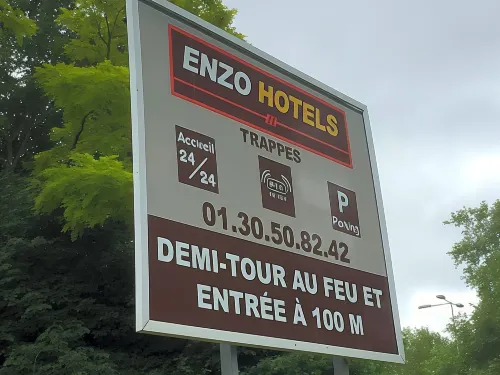 ENZO HOTELS
TRAPPES
Accueil
24/24
P
Parking
01.30.50.82.42
DEMI-TOUR AU FEU ET
ENTRÉE À 100 M